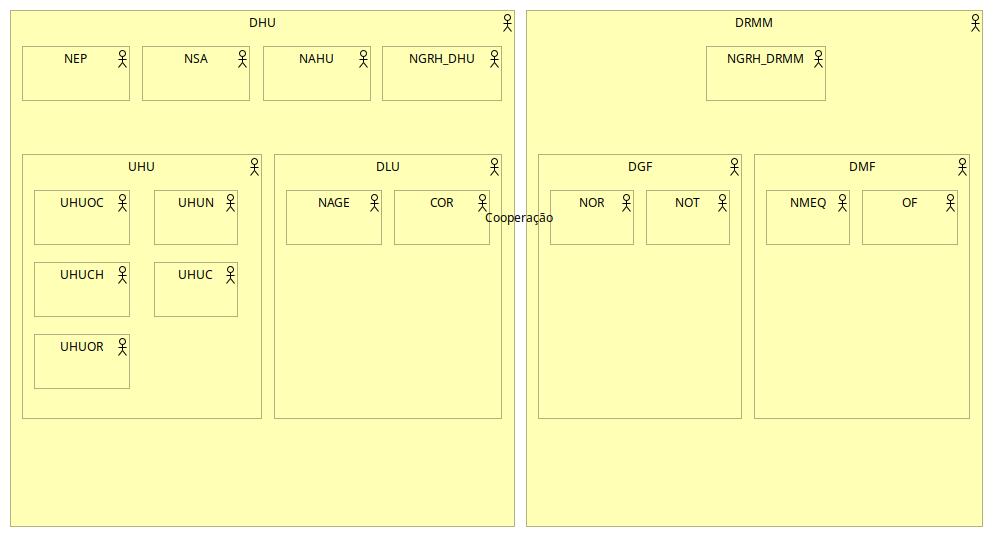 DHU
DRMM
NEP
NSA
NAHU
NGRH_DHU
NGRH_DRMM
UHU
DLU
DGF
DMF
UHUOC
UHUN
NAGE
COR
Cooperação
NOR
NOT
NMEQ
OF
UHUCH
UHUC
UHUOR